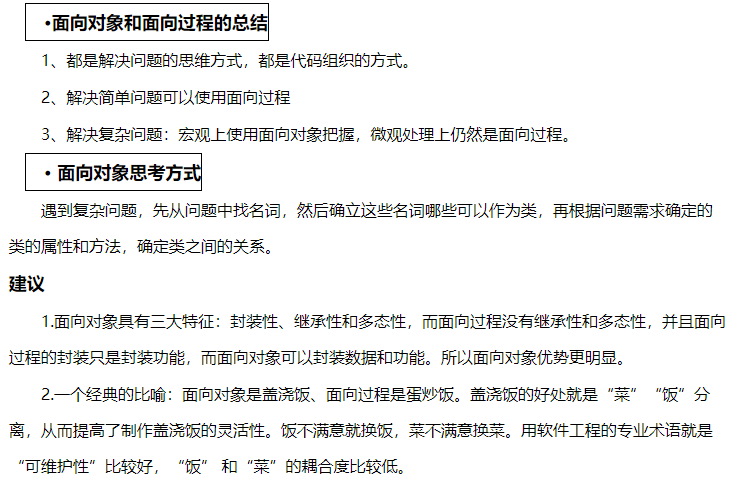 •面向对象和面向过程的总结
1、都是解决问题的思维方式，都是代码组织的方式。
2、解决简单问题可以使用面向过程
3、解决复杂问题：宏观上使用面向对象把握，微观处理上仍然是面向过程。
• 面向对象思考方式
遇到复杂问题，先从问题中找名词，然后确立这些名词哪些可以作为类，再根据问题需求确定的
类的属性和方法，确定类之间的关系。
建议
1.面向对象具有三大特征：封装性、继承性和多态性，而面向过程没有继承性和多态性，并且面向
过程的封装只是封装功能，而面向对象可以封装数据和功能。所以面向对象优势更明显。
2.一个经典的比喻：面向对象是盖浇饭、面向过程是蛋炒饭。盖浇饭的好处就是“菜”“饭”分
离，从而提高了制作盖浇饭的灵活性。饭不满意就换饭，菜不满意换菜。用软件工程的专业术语就是
“可维护性”比较好，“饭” 和“菜”的耦合度比较低。